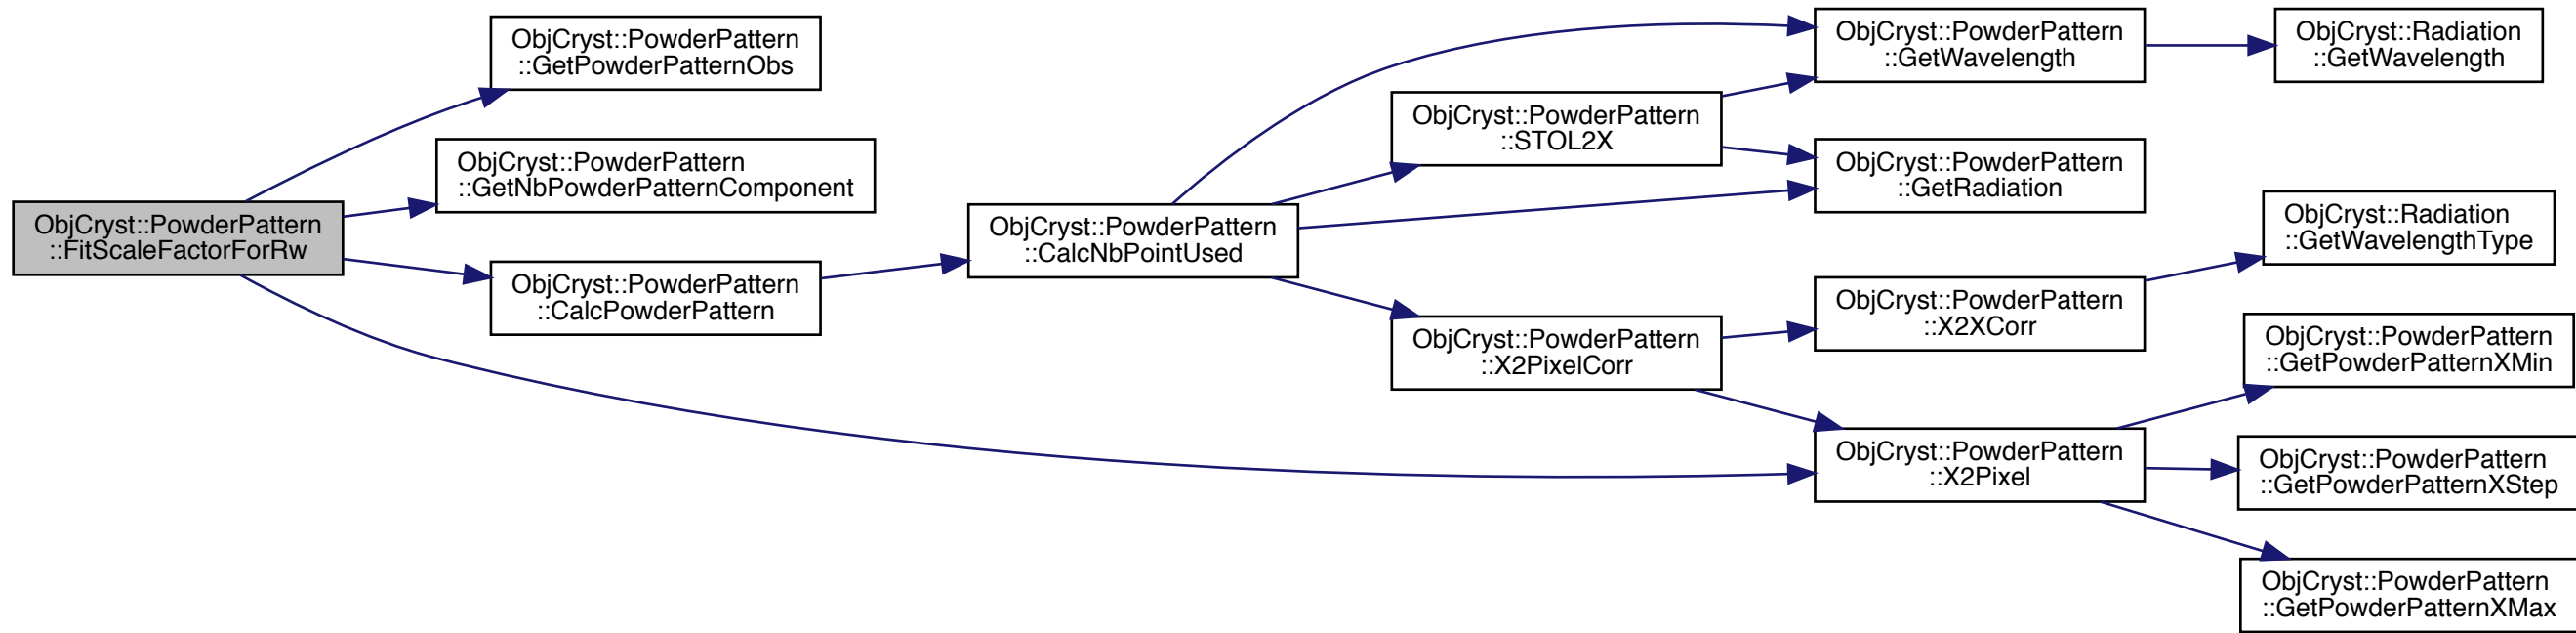 ObjCryst::PowderPattern
::FitScaleFactorForRw
ObjCryst::PowderPattern
::GetPowderPatternObs
ObjCryst::PowderPattern
::GetNbPowderPatternComponent
ObjCryst::PowderPattern
::CalcPowderPattern
ObjCryst::PowderPattern
::CalcNbPointUsed
ObjCryst::PowderPattern
::STOL2X
ObjCryst::PowderPattern
::X2PixelCorr
ObjCryst::PowderPattern
::GetWavelength
ObjCryst::PowderPattern
::GetRadiation
ObjCryst::PowderPattern
::X2XCorr
ObjCryst::PowderPattern
::X2Pixel
ObjCryst::Radiation
::GetWavelength
ObjCryst::Radiation
::GetWavelengthType
ObjCryst::PowderPattern
::GetPowderPatternXMin
ObjCryst::PowderPattern
::GetPowderPatternXStep
ObjCryst::PowderPattern
::GetPowderPatternXMax